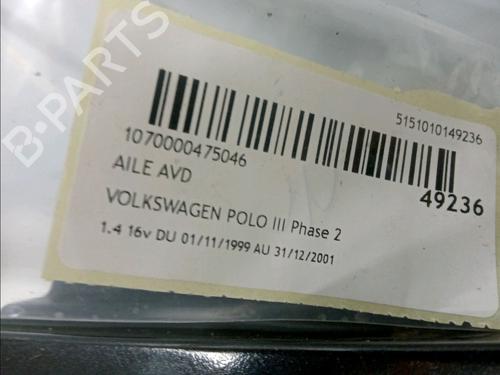 B-PARTS
5151010149236
1070000475046
49236
AILE AVD
VOLKSWAGEN POLO III Phase 2
1.4 16v DU 01/11/1999 AU 31/12/2001